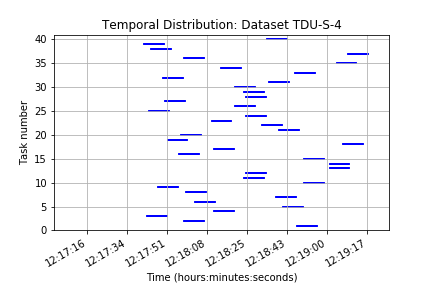 Temporal Distribution: Dataset TDU-S-4
40
35
30
25
20
15
10
5
0
Task number
12:17:16 12:17:34 12:17:51 12:18:08 12:18:25 12:18:43 12:19:00 12:19:17
Time (hours:minutes:seconds)